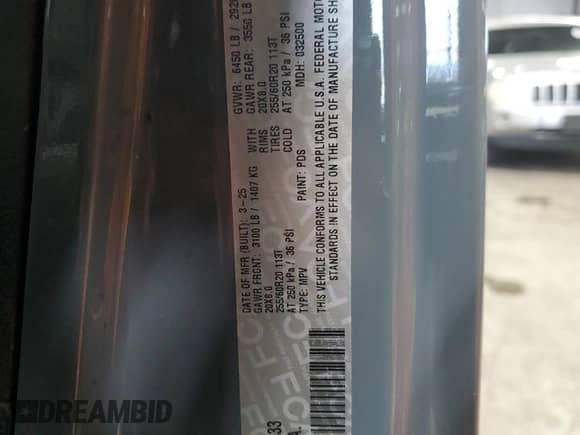 DATE OF MFR (BUILT): 3-25 GVWR: 6450 LB / 292
GAWR FRONT: 3100 LB / 1407 KG WITH GAWR REAR: 3550 LB
20X8.0 RIMS 20X8.0
255/60R20 113T TIRES 255/60R20 113T
AT 250 kPa / 36 PSI COLD AT 250 kPa / 36 PSI
TYPE: MPV PAINT: PDS MDH: 032500
THIS VEHICLE CONFORMS TO ALL APPLICABLE U.S.A. FEDERAL MOTOR
STANDARDS IN EFFECT ON THE DATE OF MANUFACTURE SH
33
A.
DREAMBID